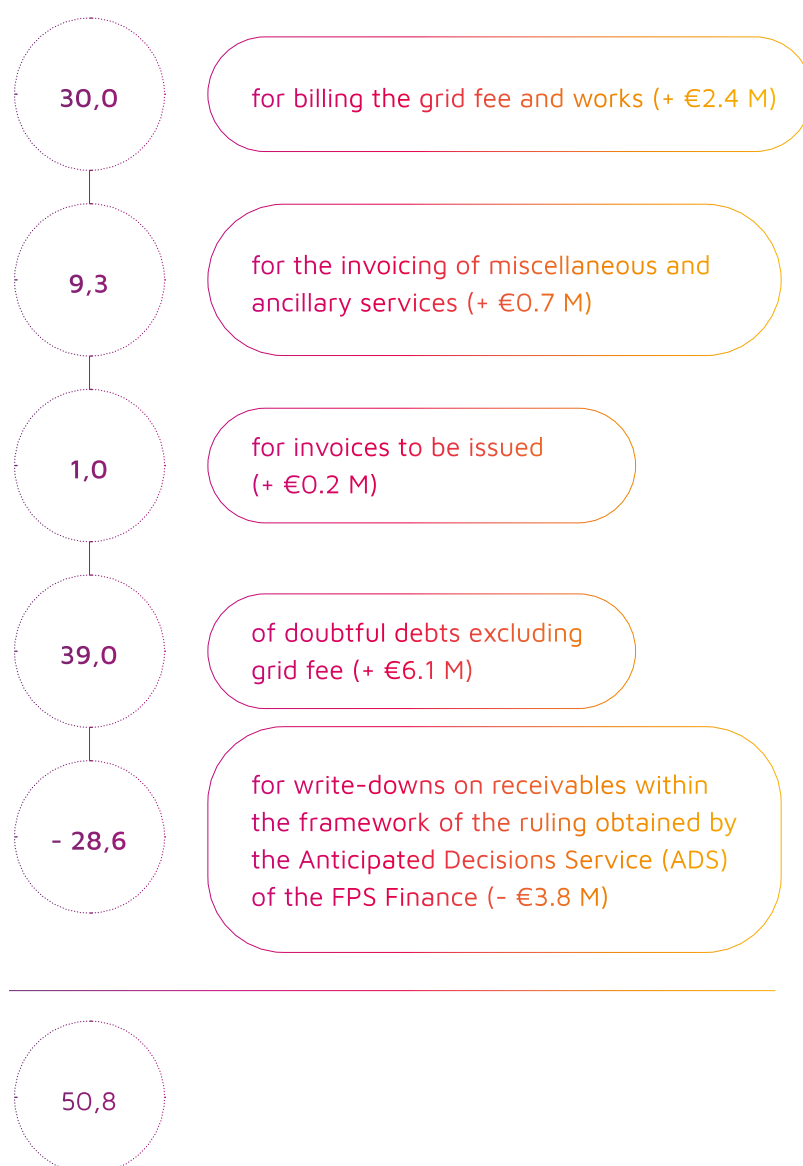 30,0
for billing the grid fee and works (+ €2.4 M)
9,3
for the invoicing of miscellaneous and
ancillary services (+ €0.7 M)
1,0
for invoices to be issued
(+ €0.2 M)
39,0
of doubtful debts excluding
grid fee (+ €6.1 M)
- 28,6
for write-downs on receivables within
the framework of the ruling obtained by
the Anticipated Decisions Service (ADS)
of the FPS Finance (- €3.8 M)
50,8